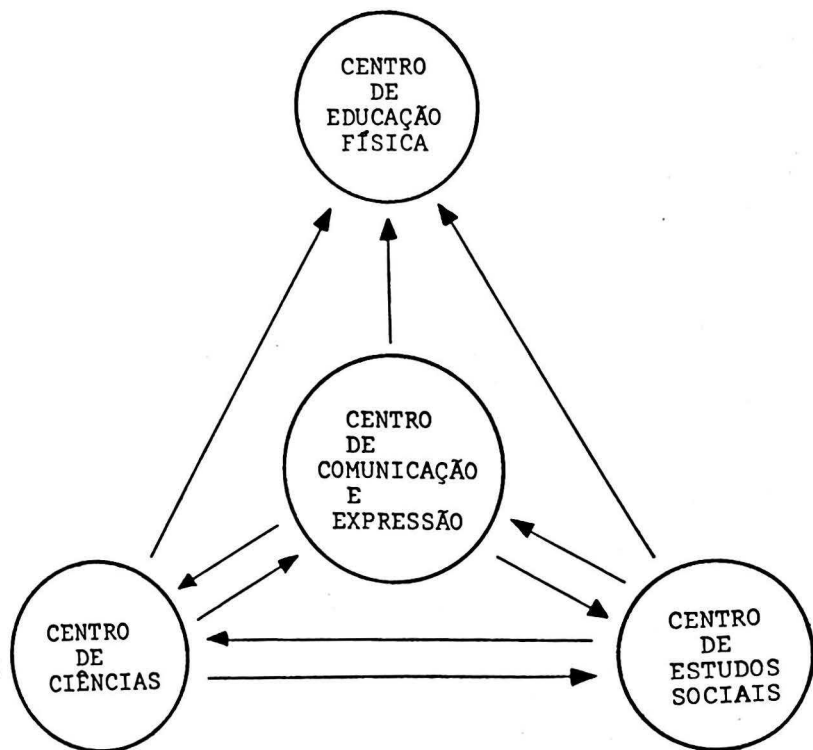 CENTRO
DE
EDUCAÇÃO
FÍSICA
CENTRO
DE
COMUNICAÇÃO
E
EXPRESSÃO
CENTRO
DE
CIÊNCIAS
CENTRO
DE
ESTUDOS
SOCIAIS